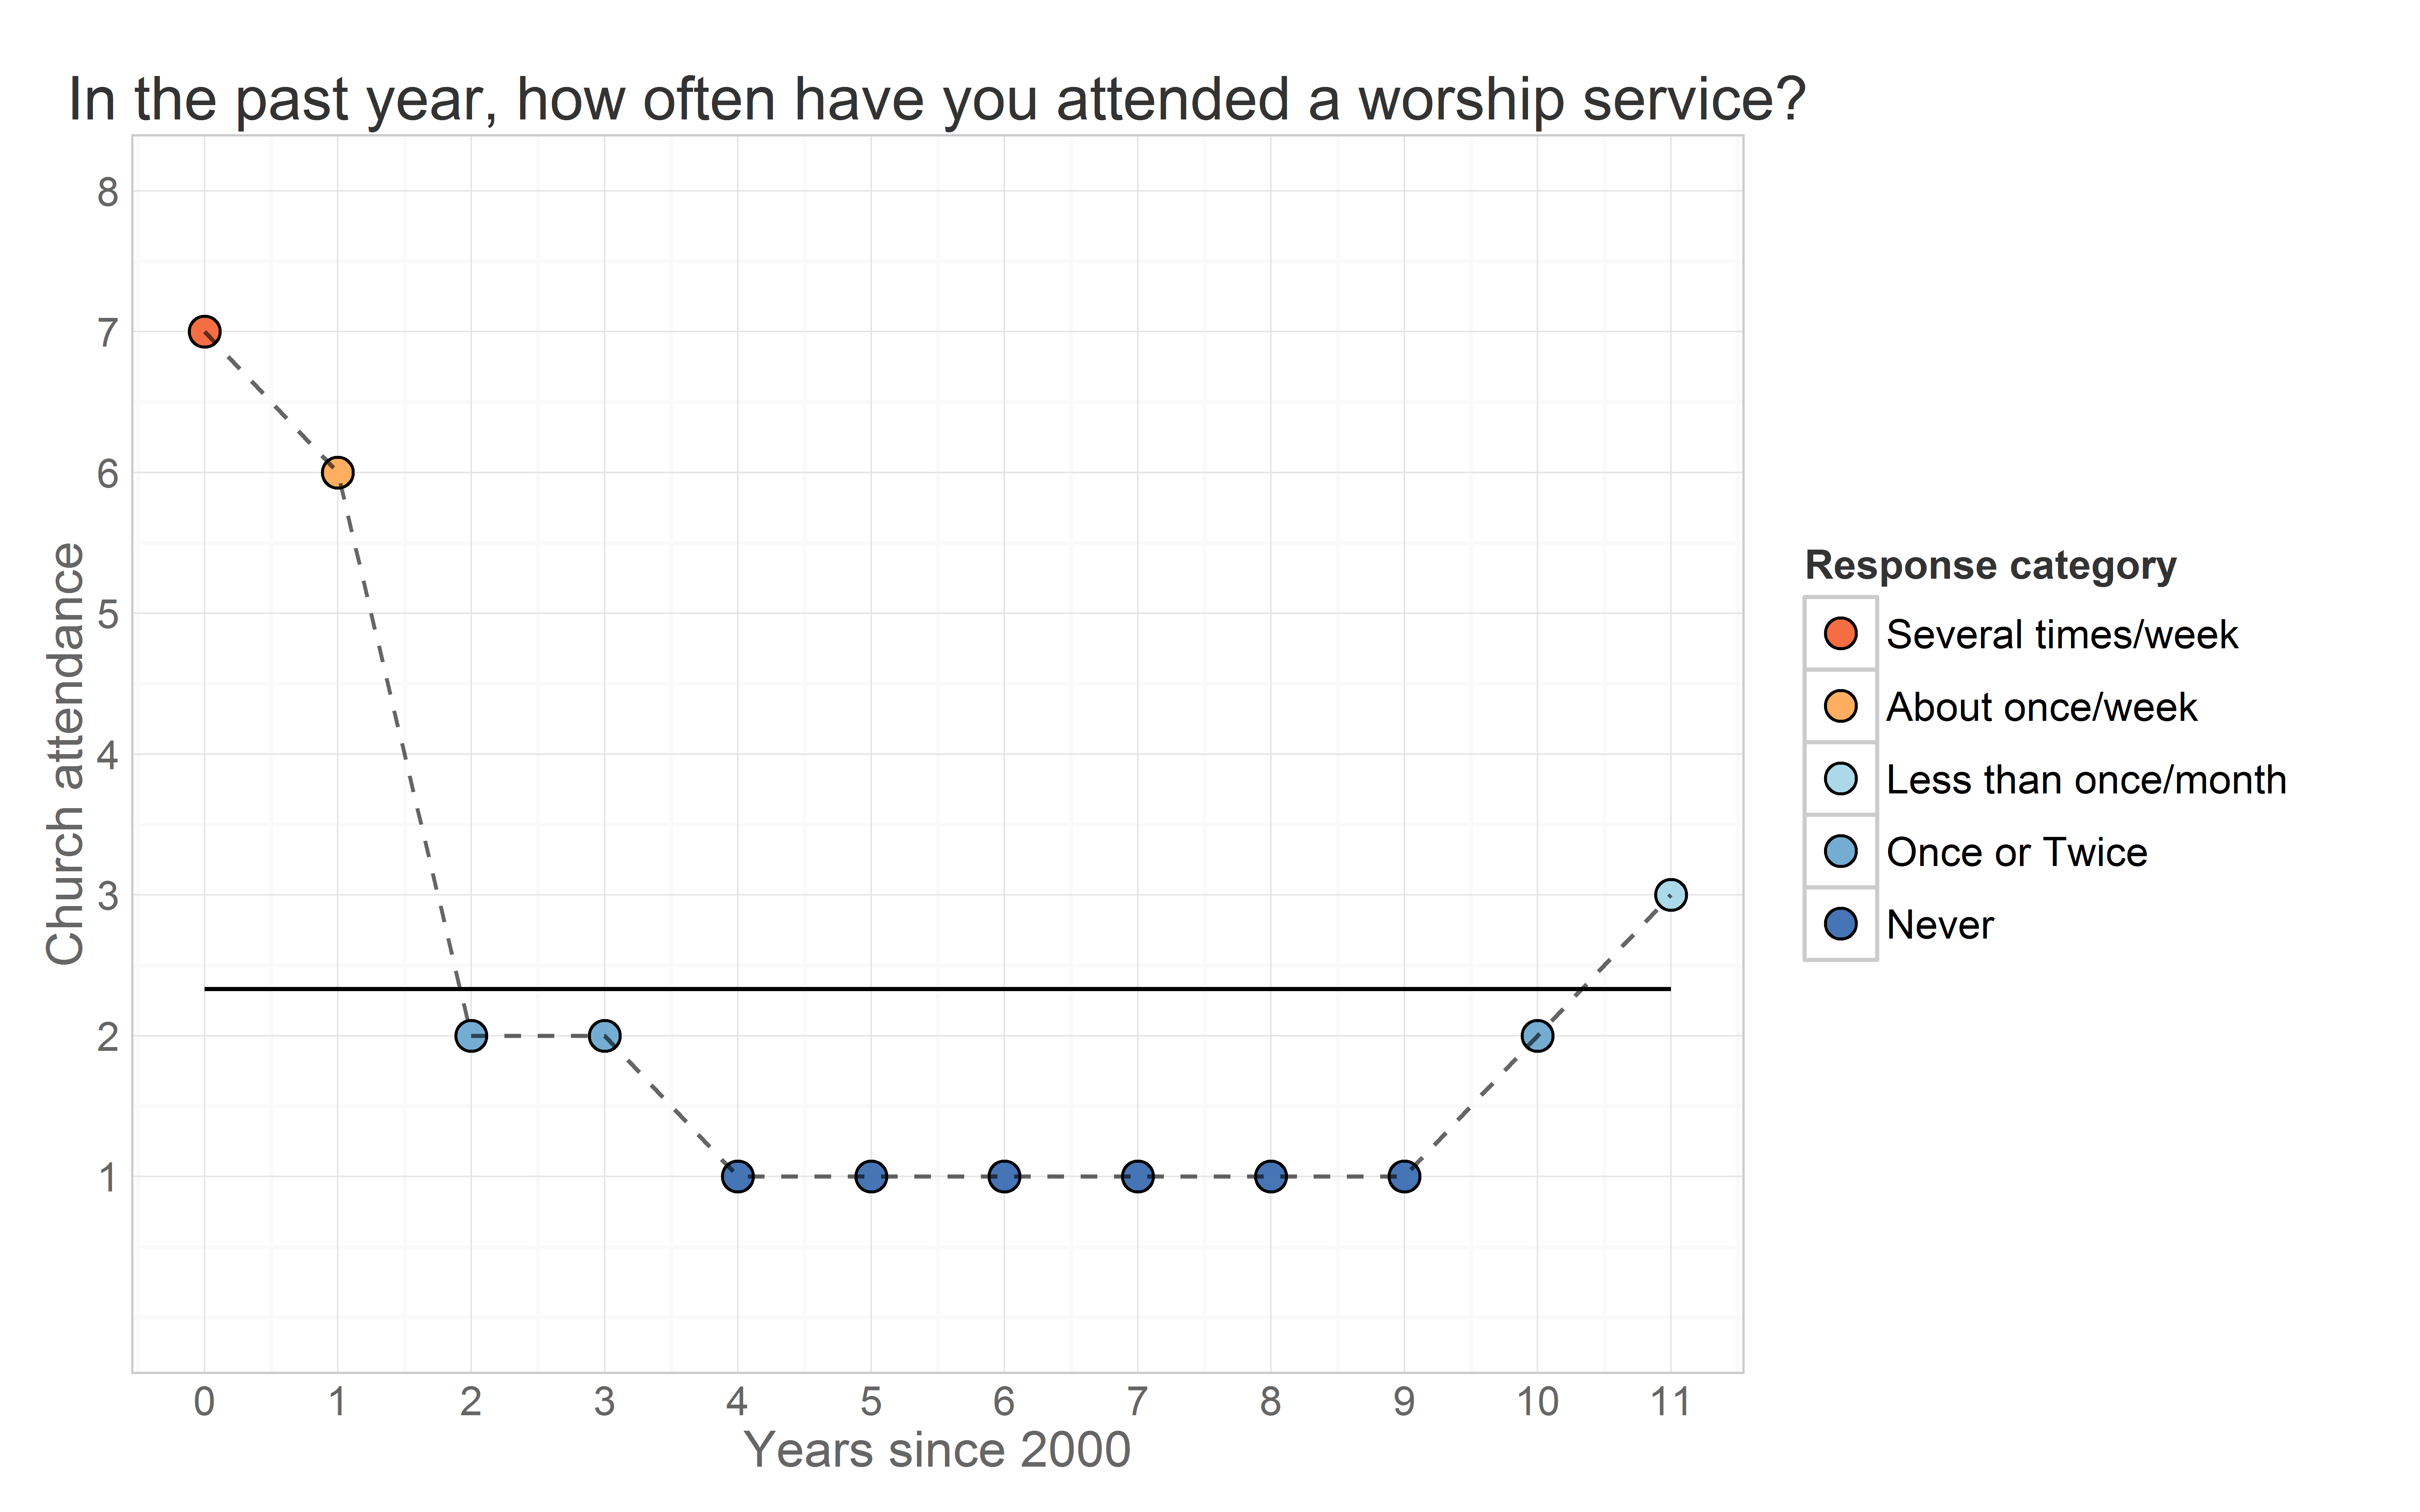 In the past year, how often have you attended a worship service?
Church attendance
8
7
6
5
4
3
2
1
0 1 2 3 4 5 6 7 8 9 10 11
Years since 2000
Response category
Several times/week
About once/week
Less than once/month
Once or Twice
Never